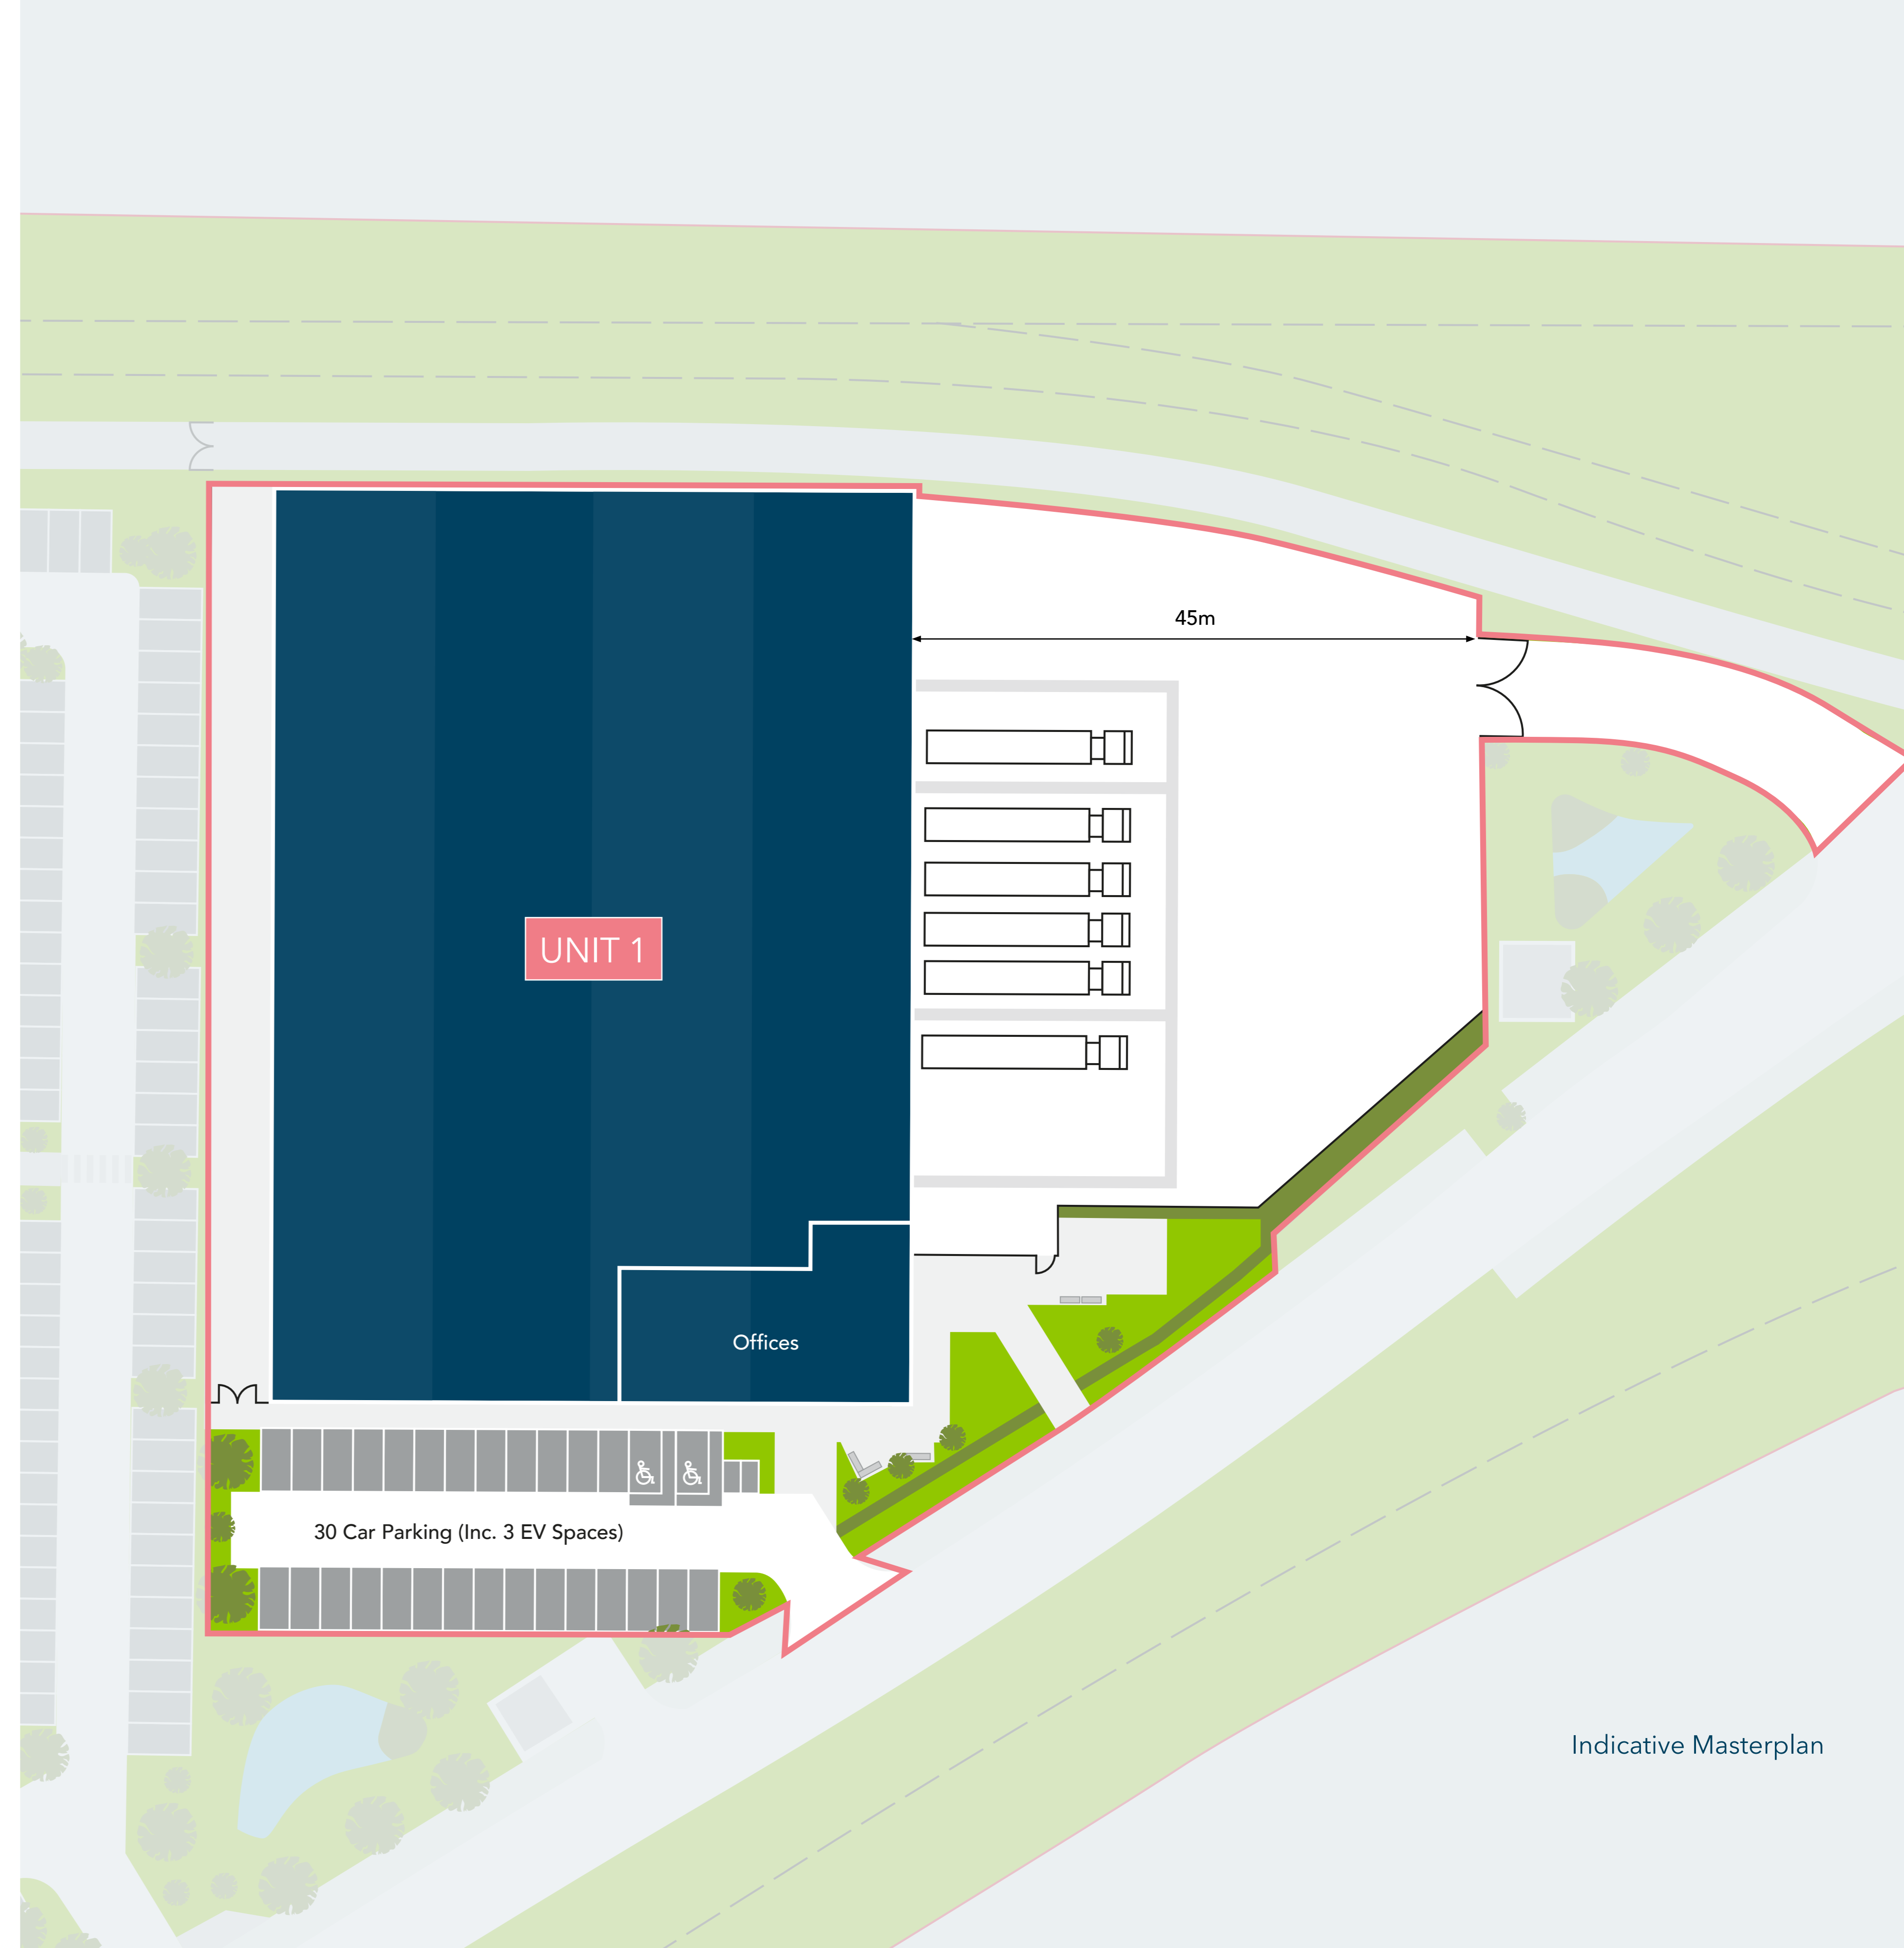 45m
UNIT 1
Offices
30 Car Parking (Inc. 3 EV Spaces)
Indicative Masterplan